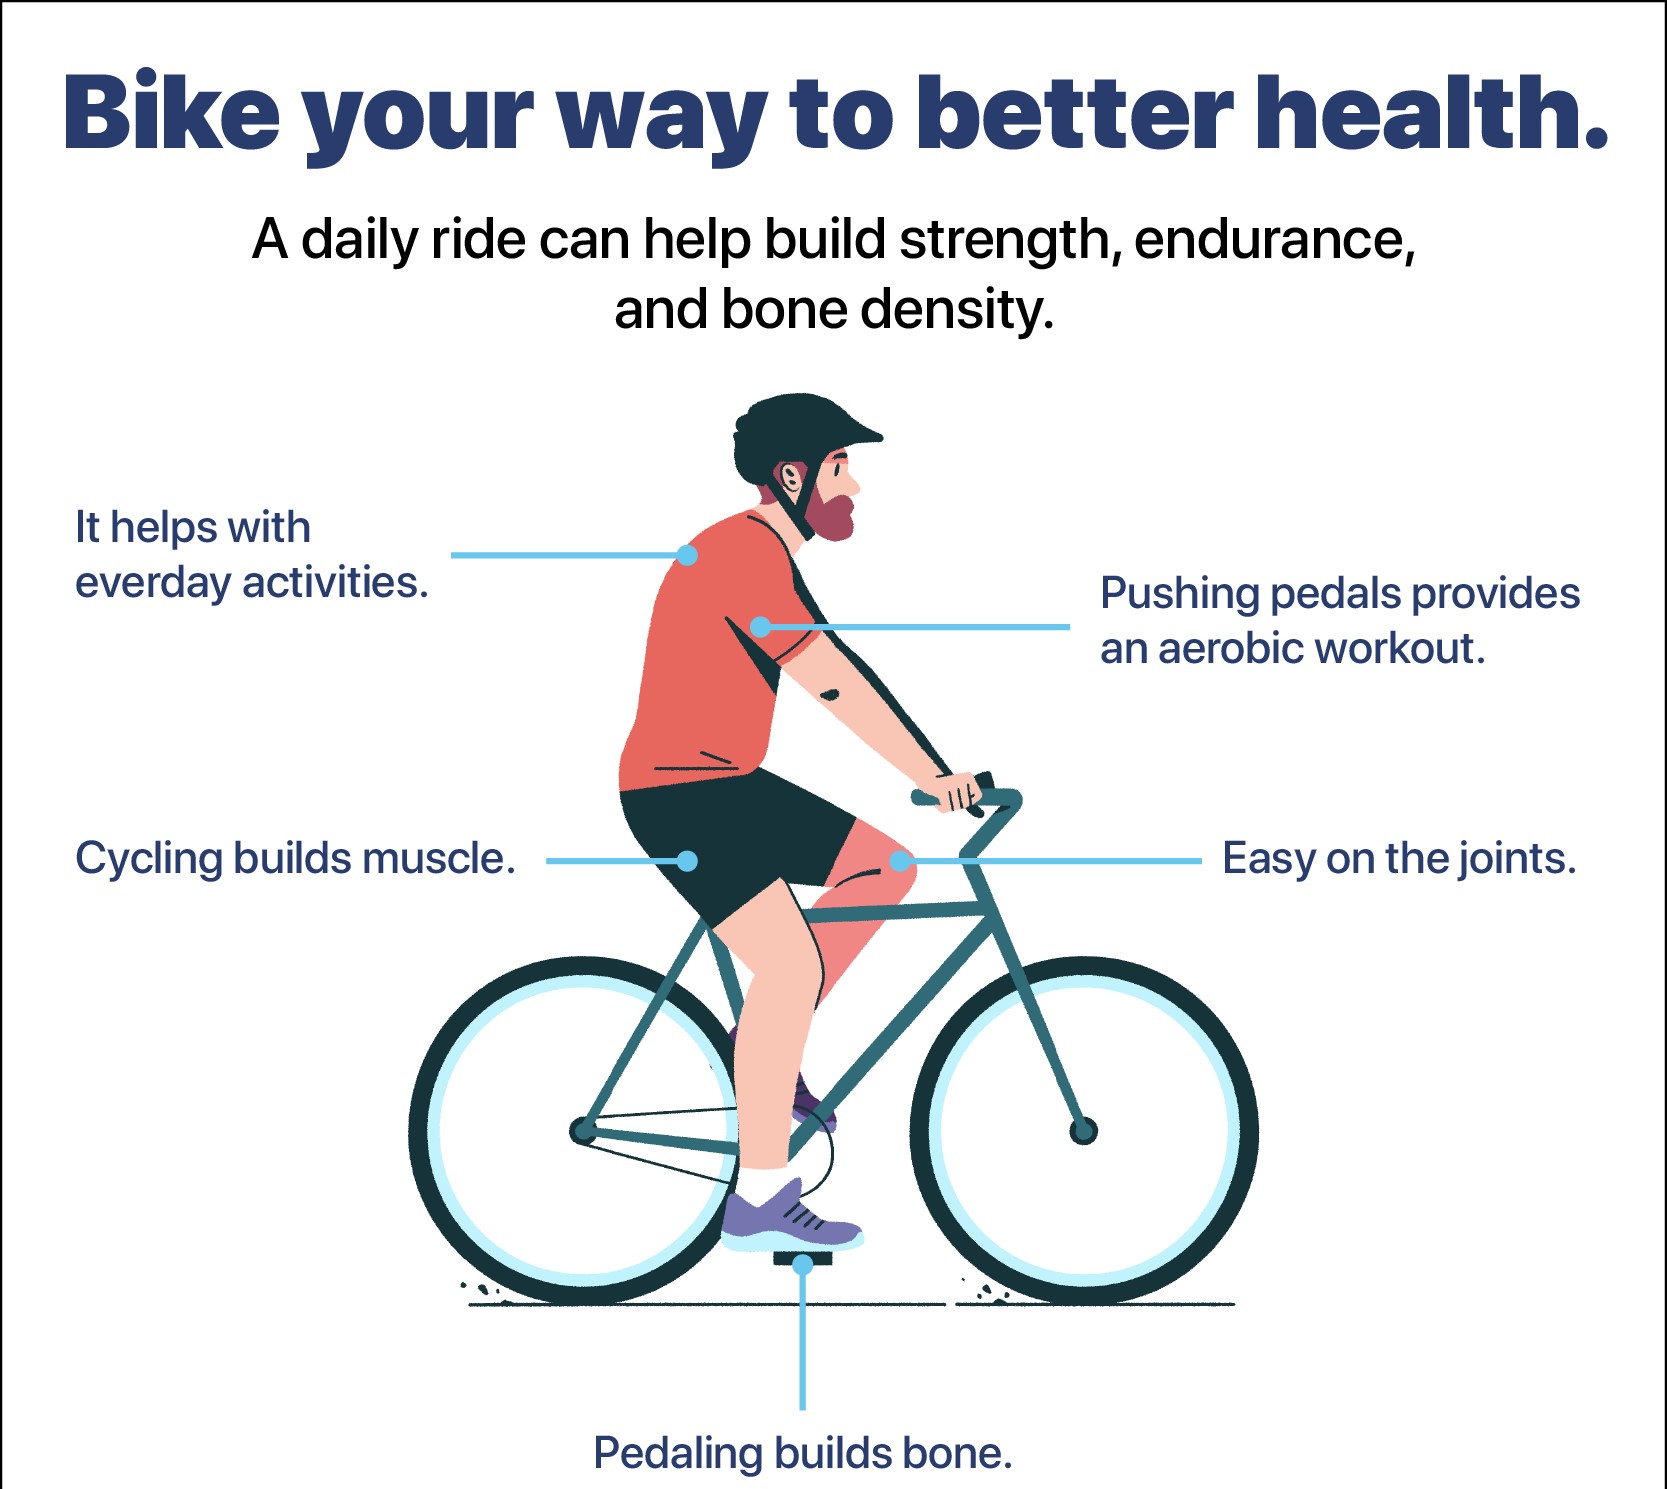 Bike your way to better health.
A daily ride can help build strength, endurance,
and bone density.
It helps with
everday activities.
Pushing pedals provides
an aerobic workout.
Cycling builds muscle.
Easy on the joints.
Pedaling builds bone.